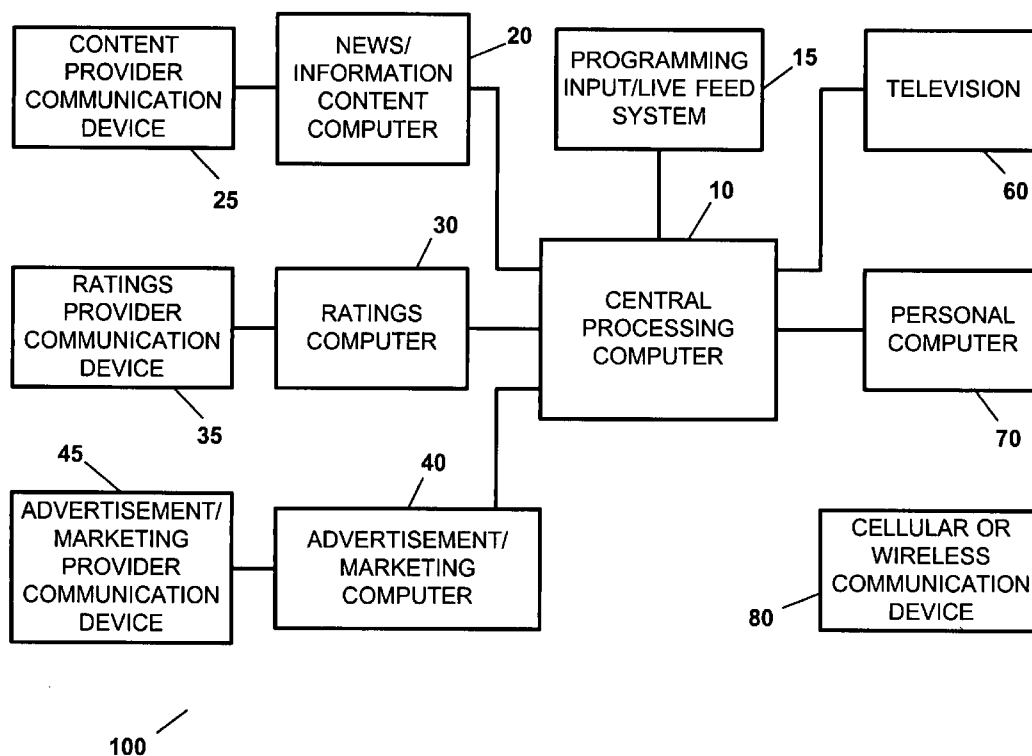 CONTENT
PROVIDER
COMMUNICATION
DEVICE
25
NEWS/
INFORMATION
CONTENT
COMPUTER
20
PROGRAMMING
INPUT/LIVE FEED
SYSTEM
15
TELEVISION
60
RATINGS
PROVIDER
COMMUNICATION
DEVICE
35
RATINGS
COMPUTER
30
CENTRAL
PROCESSING
COMPUTER
10
PERSONAL
COMPUTER
70
ADVERTISEMENT/
MARKETING
PROVIDER
COMMUNICATION
DEVICE
45
ADVERTISEMENT/
MARKETING
COMPUTER
40
CELLULAR OR
WIRELESS
COMMUNICATION
DEVICE
80
100